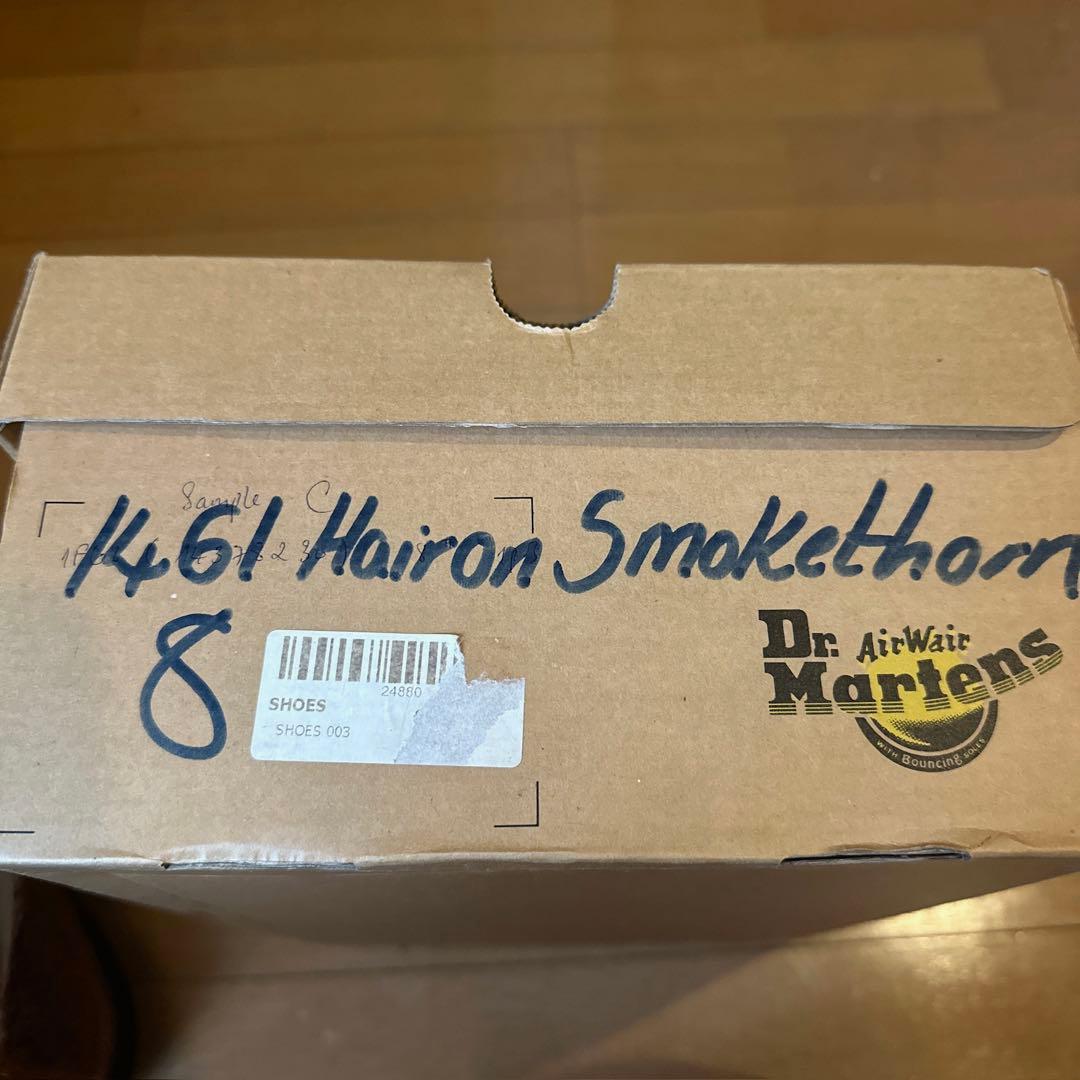 Sample C
1461 Hairon Smokethorn
8
24880
SHOES
SHOES 003
Dr. AirWair
Martens
WITH Bouncing SOLES